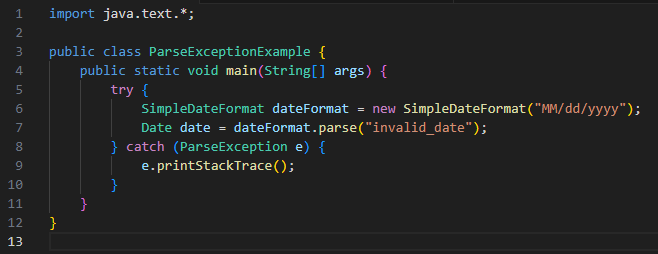 1 import java.text.*;
2
3 public class ParseExceptionExample {
4     public static void main(String[] args) {
5         try {
6             SimpleDateFormat dateFormat = new SimpleDateFormat("MM/dd/yyyy");
7             Date date = dateFormat.parse("invalid_date");
8         } catch (ParseException e) {
9             e.printStackTrace();
10         }
11     }
12 }
13